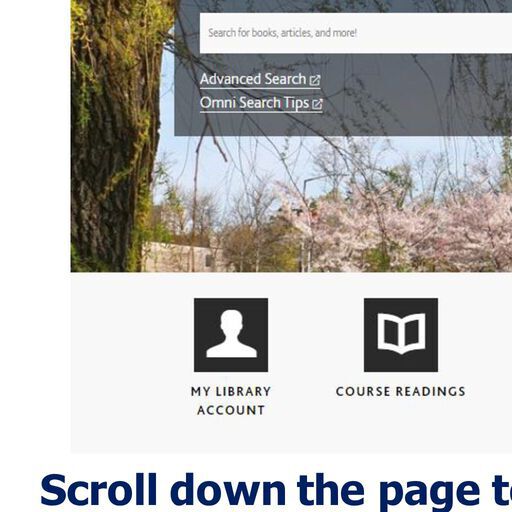 Search for books, articles, and more!
Advanced Search
Omni Search Tips
MY LIBRARY
ACCOUNT
COURSE READINGS
Scroll down the page